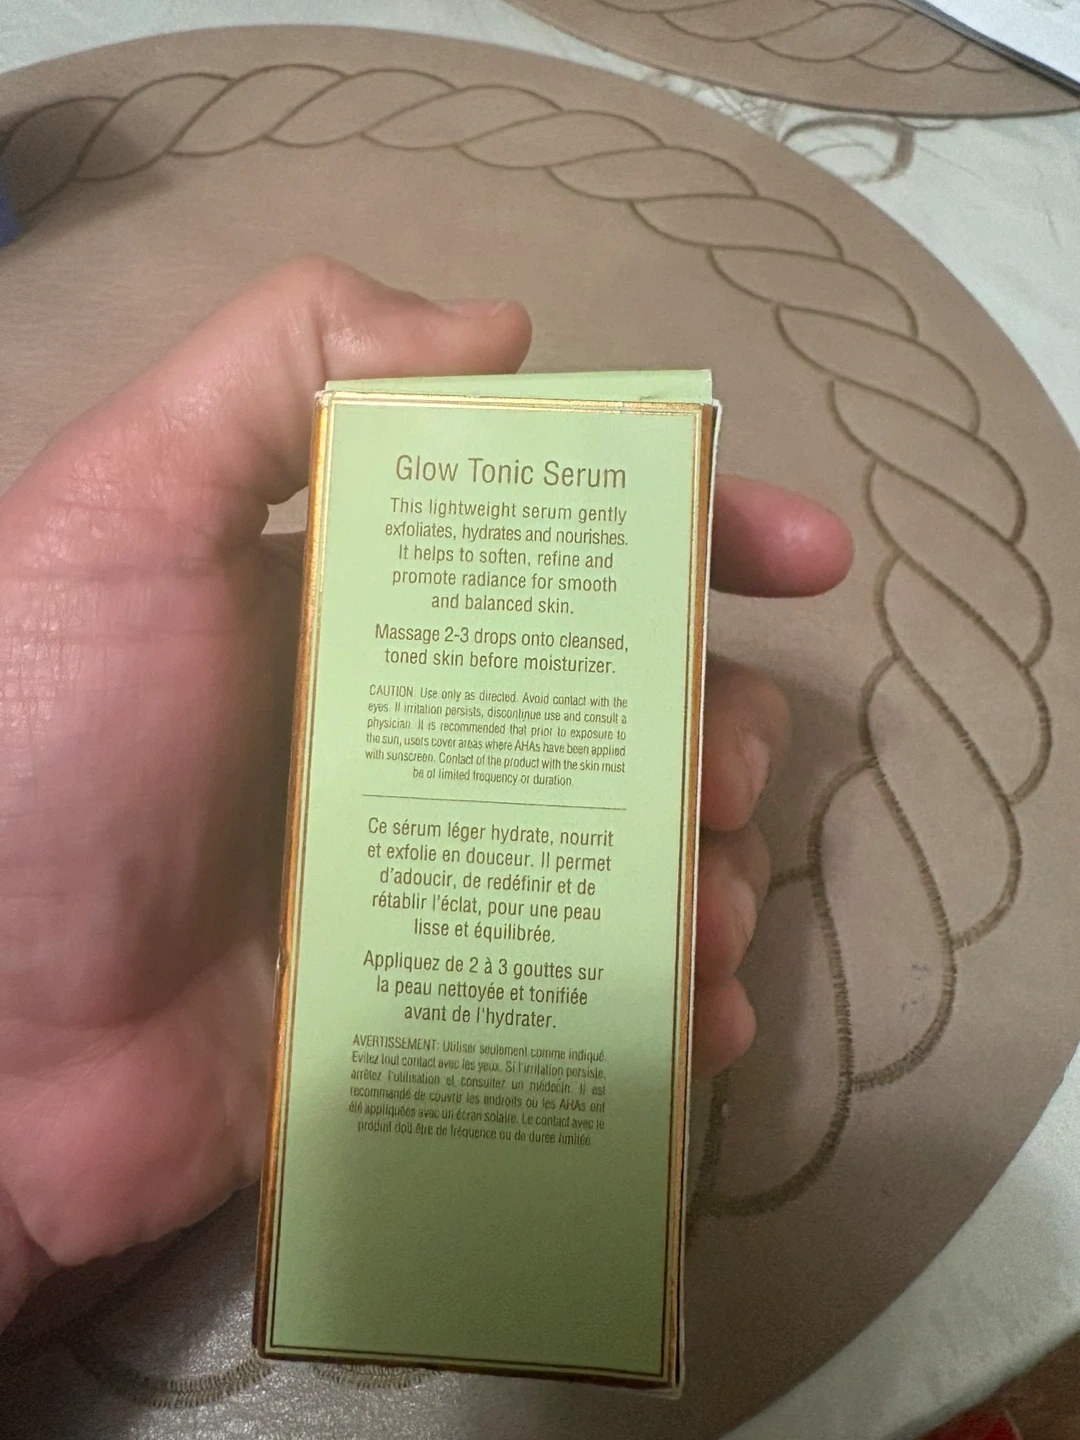 Glow Tonic Serum
This lightweight serum gently
exfoliates, hydrates and nourishes.
It helps to soften, refine and
promote radiance for smooth
and balanced skin.
Massage 2-3 drops onto cleansed,
toned skin before moisturizer.
CAUTION: Use only as directed. Avoid contact with the
eyes. If irritation persists, discontinue use and consult a
physician. It is recommended that prior to exposure to
the sun, users cover areas where AHAs have been applied
with sunscreen. Contact of the product with the skin must
be of limited frequency or duration.
Ce sérum léger hydrate, nourrit
et exfolie en douceur. Il permet
d'adoucir, de redéfinir et de
rétablir l'éclat, pour une peau
lisse et équilibrée.
Appliquez de 2 à 3 gouttes sur
la peau nettoyée et tonifiée
avant de l'hydrater.
AVERTISSEMENT: Utiliser seulement comme indiqué.
Evitez tout contact avec les yeux. Si l'irritation persiste,
arrêtez l'utilisation et consultez un médecin. Il est
recommandé de couvrir les endroits ou les AHAs ont
été appliquées avec un écran solaire. Le contact avec le
produit doit être de fréquence ou de durée limitée.